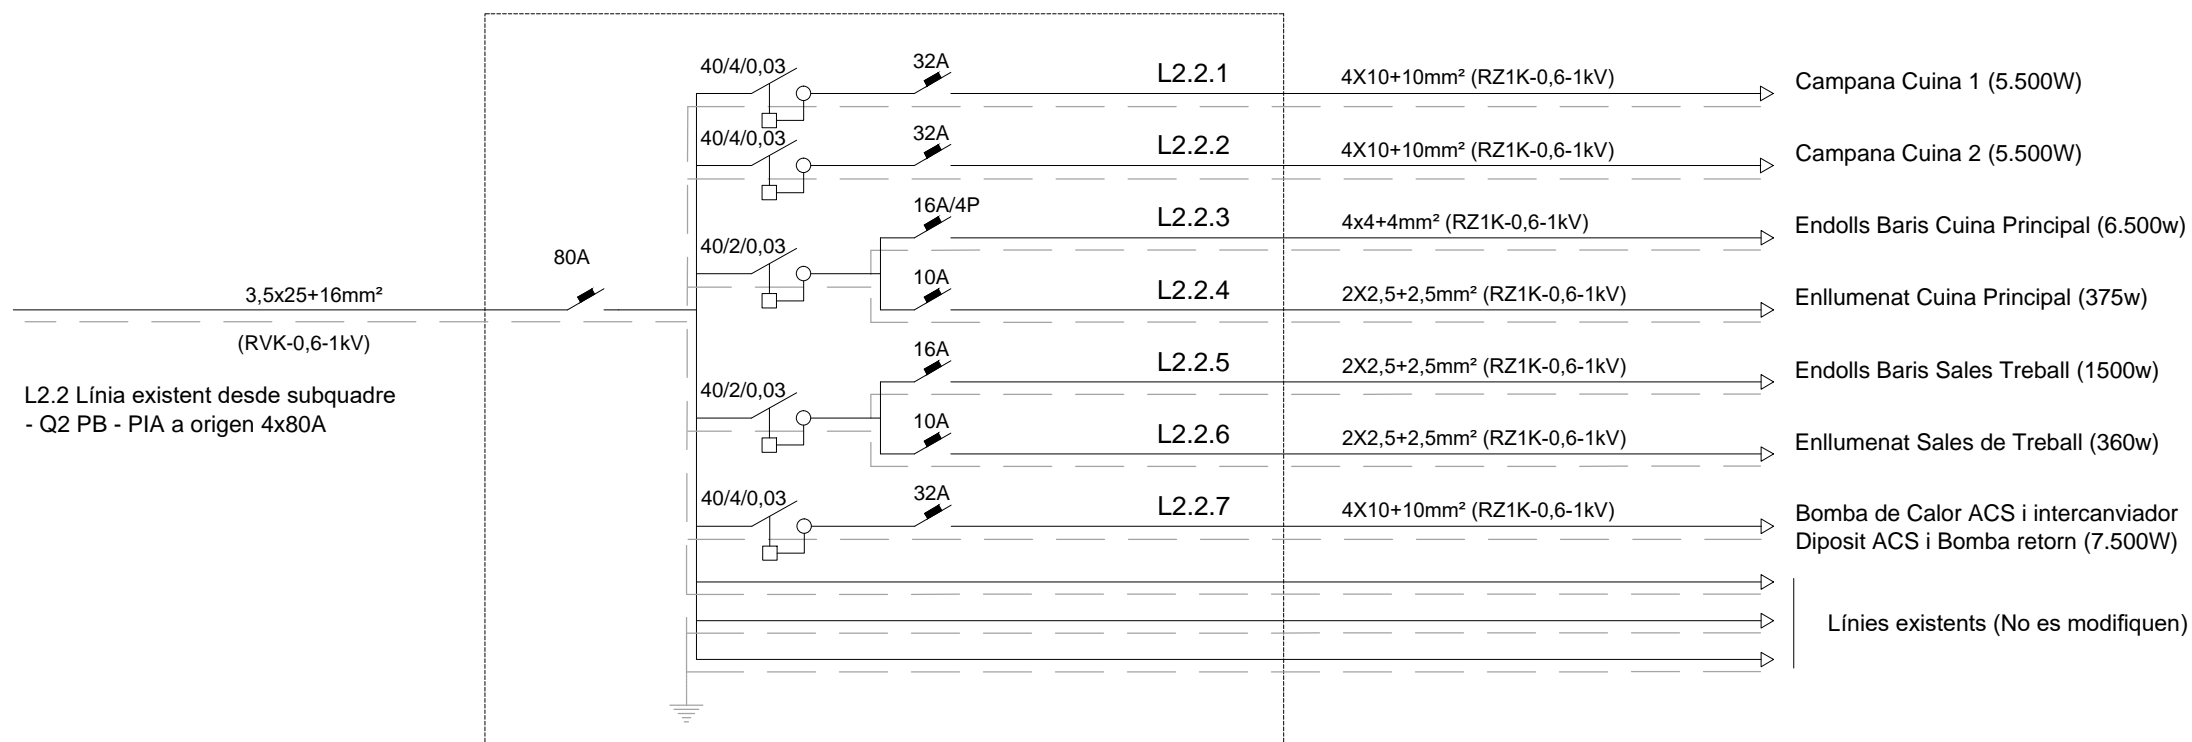 40/4/0,03
32A
L2.2.1
4X10+10mm² (RZ1K-0,6-1kV)
Campana Cuina 1 (5.500W)
40/4/0,03
32A
L2.2.2
4X10+10mm² (RZ1K-0,6-1kV)
Campana Cuina 2 (5.500W)
16A/4P
L2.2.3
4x4+4mm² (RZ1K-0,6-1kV)
Endolls Baris Cuina Principal (6.500w)
40/2/0,03
10A
L2.2.4
2X2,5+2,5mm² (RZ1K-0,6-1kV)
Enllumenat Cuina Principal (375w)
80A
3,5x25+16mm²
(RVK-0,6-1kV)
L2.2 Línia existent desde subquadre
- Q2 PB - PIA a origen 4x80A
16A
L2.2.5
2X2,5+2,5mm² (RZ1K-0,6-1kV)
Endolls Baris Sales Treball (1500w)
40/2/0,03
10A
L2.2.6
2X2,5+2,5mm² (RZ1K-0,6-1kV)
Enllumenat Sales de Treball (360w)
40/4/0,03
32A
L2.2.7
4X10+10mm² (RZ1K-0,6-1kV)
Bomba de Calor ACS i intercanviador
Diposit ACS i Bomba retorn (7.500W)
Línies existents (No es modifiquen)